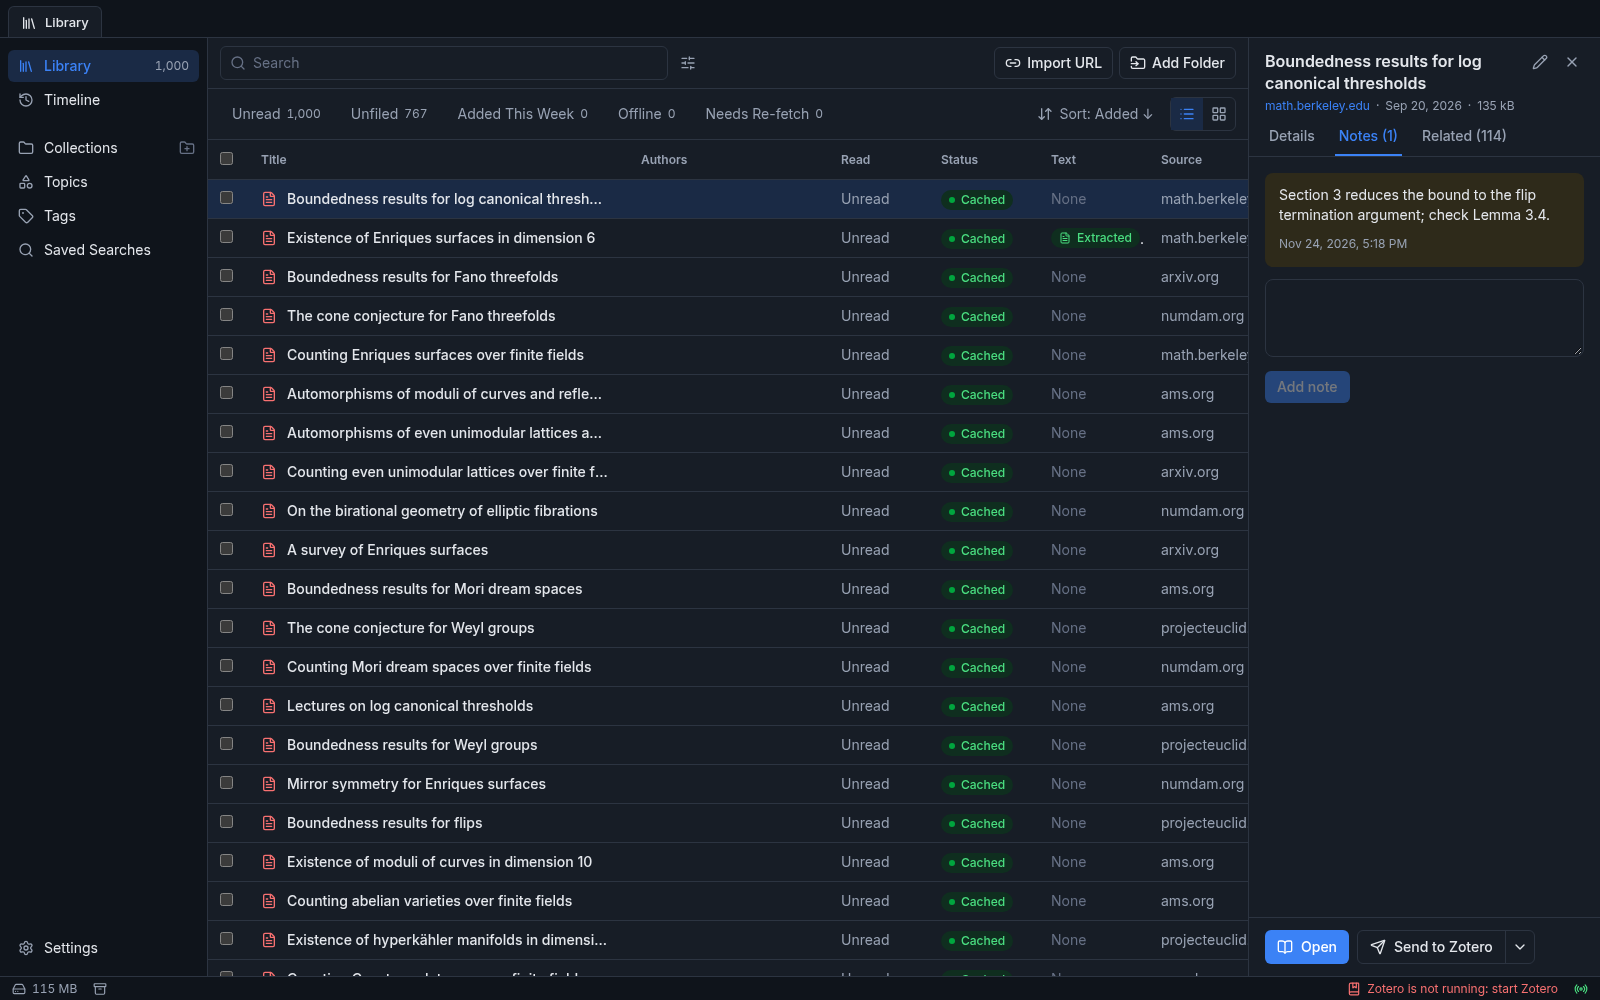 Library
Library 1,000
Timeline
Collections
Topics
Tags
Saved Searches
Settings
Search
Import URL
Add Folder
Unread 1,000 Unfiled 767 Added This Week 0 Offline 0 Needs Re-fetch 0
Sort: Added ↓
Title Authors Read Status Text Source
Boundedness results for log canonical thresh... Unread Cached None math.berkele
Existence of Enriques surfaces in dimension 6 Unread Cached Extracted . math.berkele
Boundedness results for Fano threefolds Unread Cached None arxiv.org
The cone conjecture for Fano threefolds Unread Cached None numdam.org
Counting Enriques surfaces over finite fields Unread Cached None math.berkele
Automorphisms of moduli of curves and refle... Unread Cached None ams.org
Automorphisms of even unimodular lattices a... Unread Cached None ams.org
Counting even unimodular lattices over finite f... Unread Cached None arxiv.org
On the birational geometry of elliptic fibrations Unread Cached None numdam.org
A survey of Enriques surfaces Unread Cached None arxiv.org
Boundedness results for Mori dream spaces Unread Cached None ams.org
The cone conjecture for Weyl groups Unread Cached None projecteuclid
Counting Mori dream spaces over finite fields Unread Cached None numdam.org
Lectures on log canonical thresholds Unread Cached None ams.org
Boundedness results for Weyl groups Unread Cached None projecteuclid
Mirror symmetry for Enriques surfaces Unread Cached None numdam.org
Boundedness results for flips Unread Cached None projecteuclid
Existence of moduli of curves in dimension 10 Unread Cached None ams.org
Counting abelian varieties over finite fields Unread Cached None ams.org
Existence of hyperkähler manifolds in dimensi... Unread Cached None projecteuclid
Boundedness results for log
canonical thresholds
math.berkeley.edu · Sep 20, 2026 · 135 kB
Details Notes (1) Related (114)
Section 3 reduces the bound to the flip
termination argument; check Lemma 3.4.
Nov 24, 2026, 5:18 PM
Add note
Open
Send to Zotero
115 MB
Zotero is not running: start Zotero